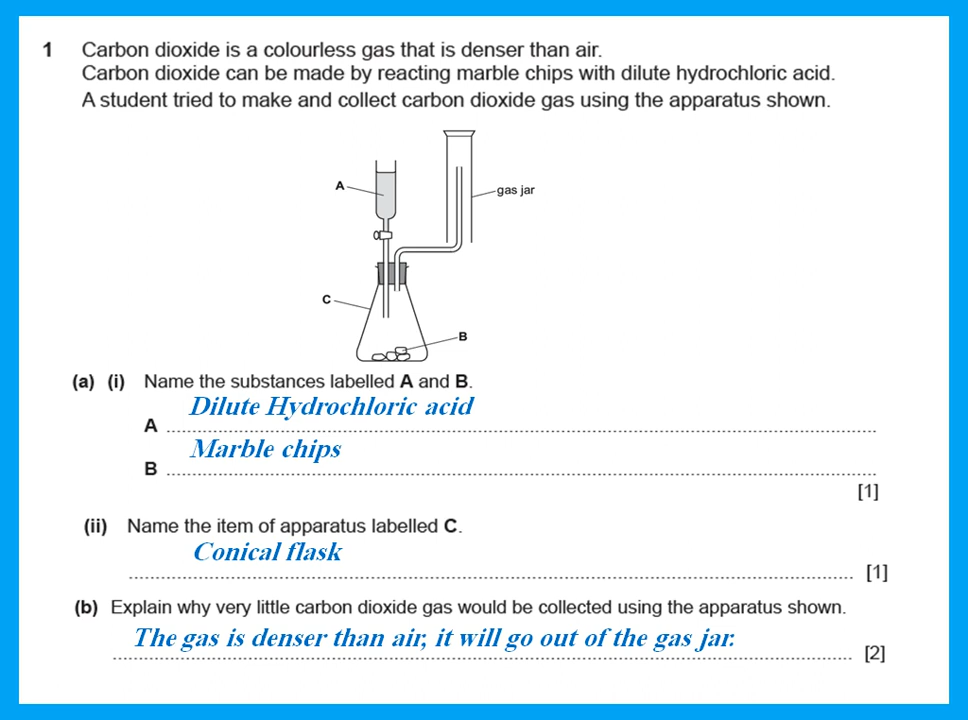 1 Carbon dioxide is a colourless gas that is denser than air.
Carbon dioxide can be made by reacting marble chips with dilute hydrochloric acid.
A student tried to make and collect carbon dioxide gas using the apparatus shown.
A
gas jar
C
B
(a) (i) Name the substances labelled A and B.
Dilute Hydrochloric acid
A
Marble chips
B
[1]
(ii) Name the item of apparatus labelled C.
Conical flask
[1]
(b) Explain why very little carbon dioxide gas would be collected using the apparatus shown.
The gas is denser than air, it will go out of the gas jar.
[2]